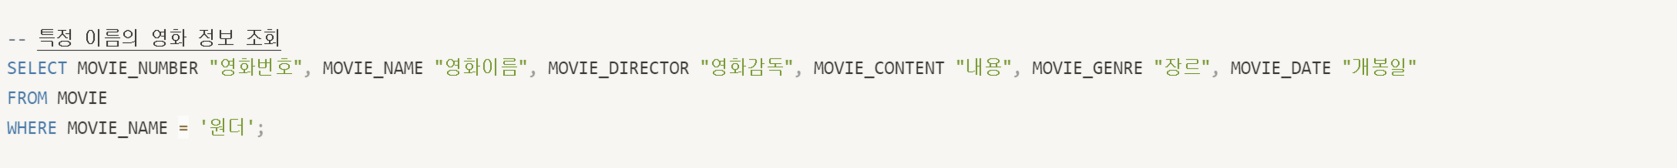 -- 특정 이름의 영화 정보 조회
SELECT MOVIE_NUMBER "영화번호", MOVIE_NAME "영화이름", MOVIE_DIRECTOR "영화감독", MOVIE_CONTENT "내용", MOVIE_GENRE "장르", MOVIE_DATE "개봉일"
FROM MOVIE
WHERE MOVIE_NAME = '원더';